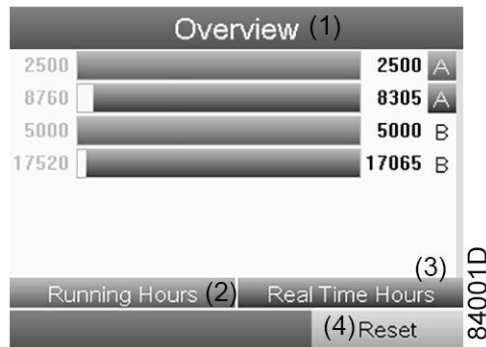 Overview (1)
2500 2500 A
8760 8305 A
5000 5000 B
17520 17065 B
(3)
Running Hours (2) Real Time Hours
(4) Reset
84001D